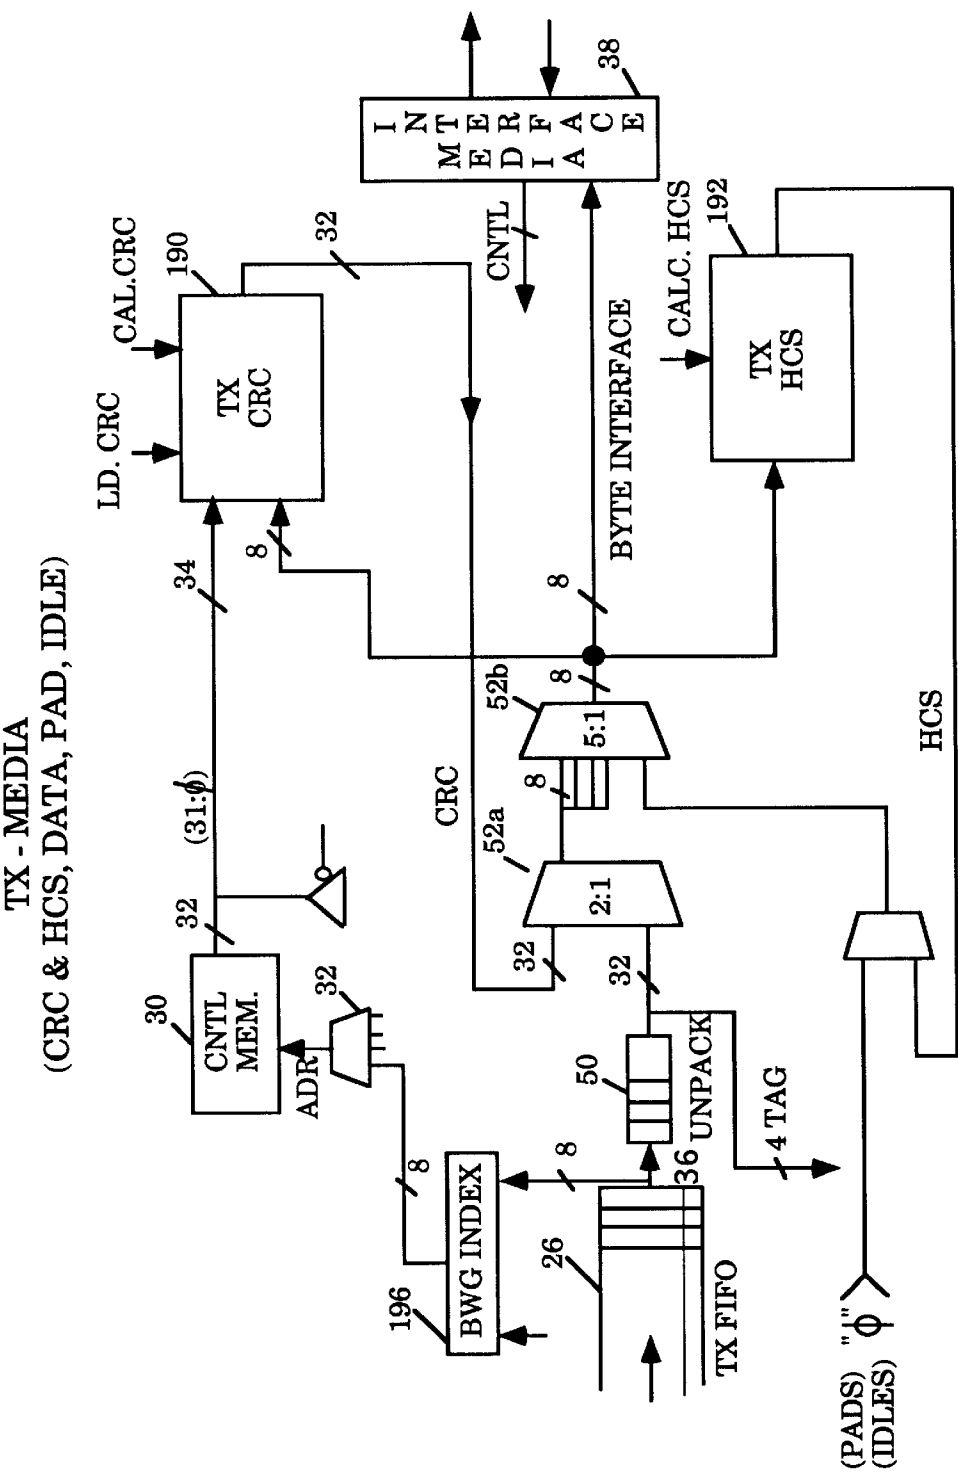 TX - MEDIA
(CRC & HCS, DATA, PAD, IDLE)
LD. CRC
CAL.CRC
190
TX
CRC
32
34
8
(31:0)
32
30
CNTL
MEM.
ADR
32
8
196
BWG INDEX
8
26
36
TX FIFO
50
UNPACK
4 TAG
32
32
52a
2:1
CRC
8
52b
5:1
8
8
BYTE INTERFACE
CNTL
MEDIA
INTERFACE
38
CALC. HCS
192
TX
HCS
HCS
(PADS) "ϕ"
(IDLES)